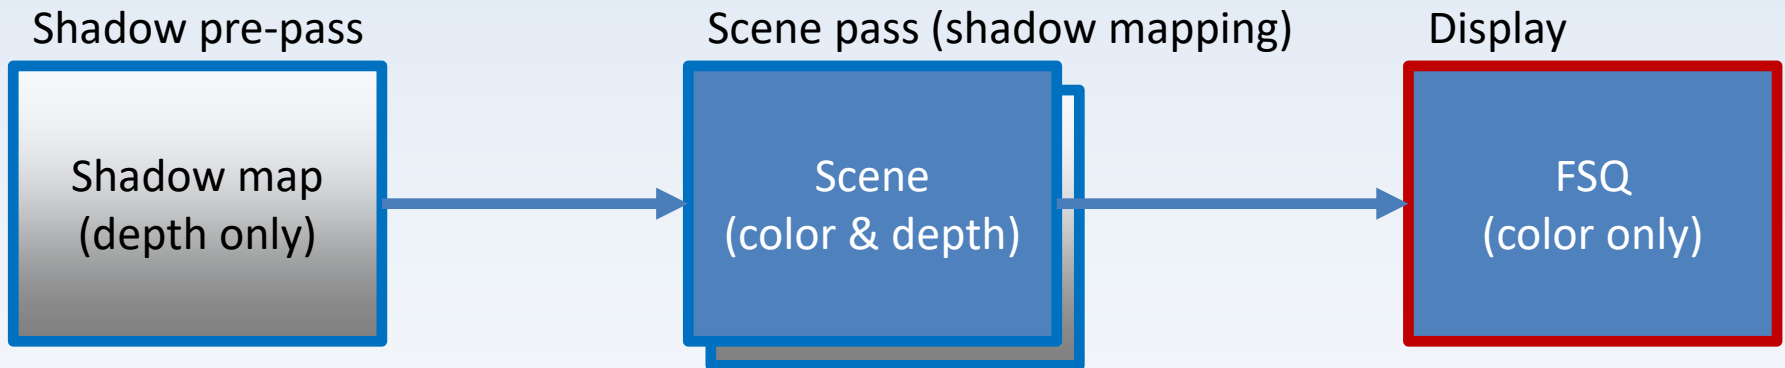 Shadow pre-pass
Shadow map
(depth only)
Scene pass (shadow mapping)
Scene
(color & depth)
Display
FSQ
(color only)